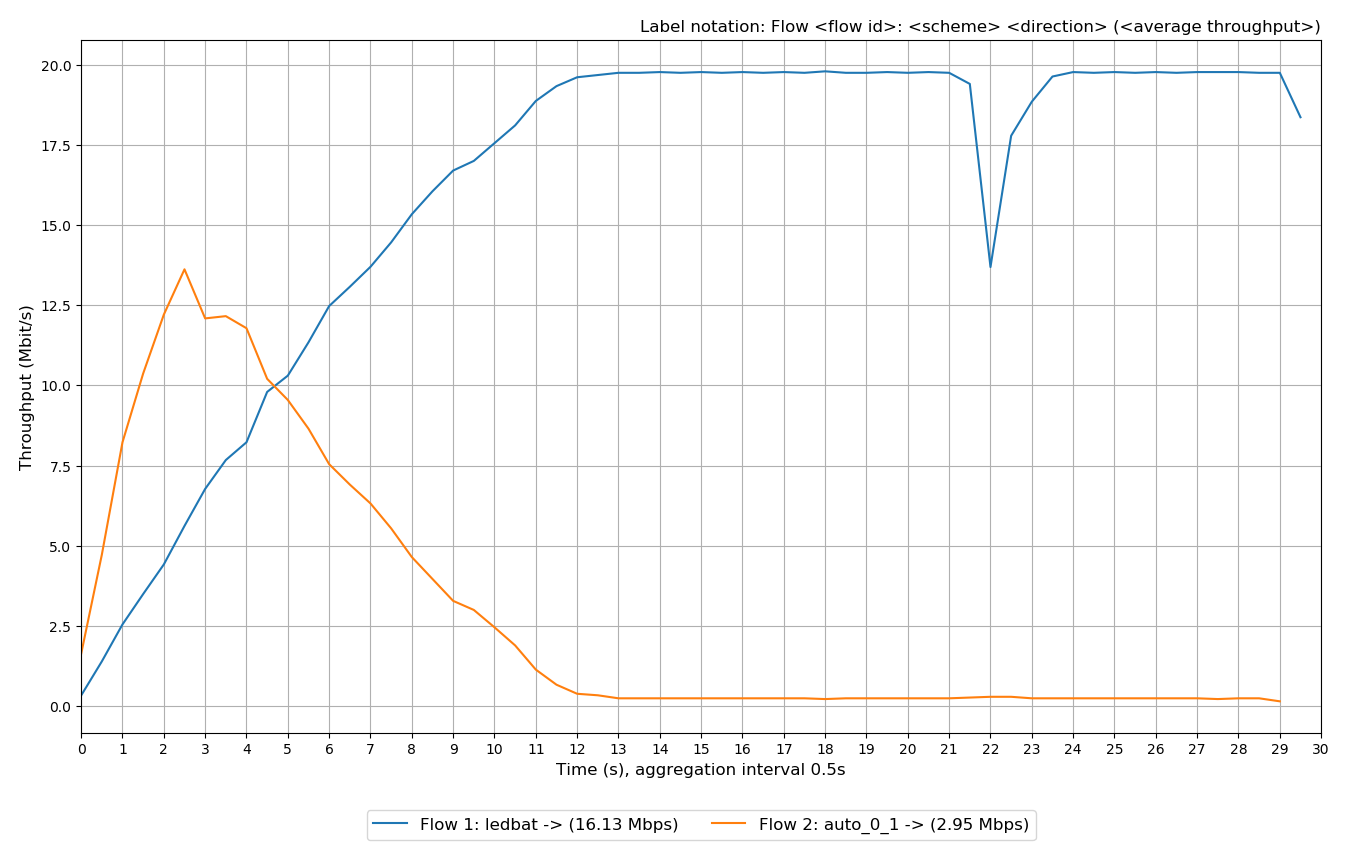 Label notation: Flow <flow id>: <scheme> <direction> (<average throughput>)
20.0
17.5
15.0
12.5
10.0
7.5
5.0
2.5
0.0
Throughput (Mbit/s)
0 1 2 3 4 5 6 7 8 9 10 11 12 13 14 15 16 17 18 19 20 21 22 23 24 25 26 27 28 29 30
Time (s), aggregation interval 0.5s
Flow 1: ledbat -> (16.13 Mbps) Flow 2: auto_0_1 -> (2.95 Mbps)